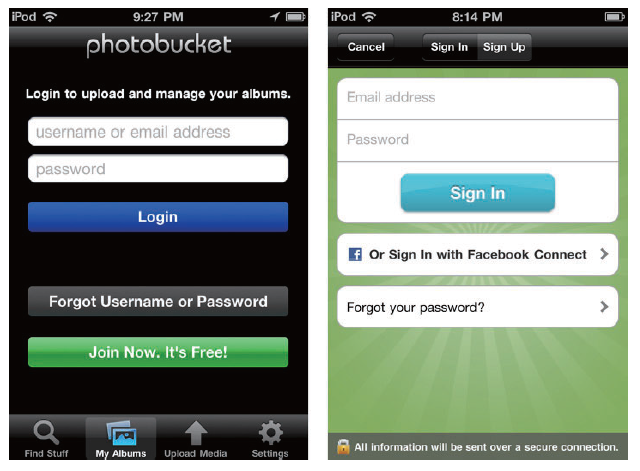 iPod 9:27 PM
photobucket
Login to upload and manage your albums.
username or email address
password
Login
Forgot Username or Password
Join Now. It's Free!
Find Stuff My Albums Upload Media Settings
iPod 8:14 PM
Cancel Sign In Sign Up
Email address
Password
Sign In
f Or Sign In with Facebook Connect
Forgot your password?
All information will be sent over a secure connection.